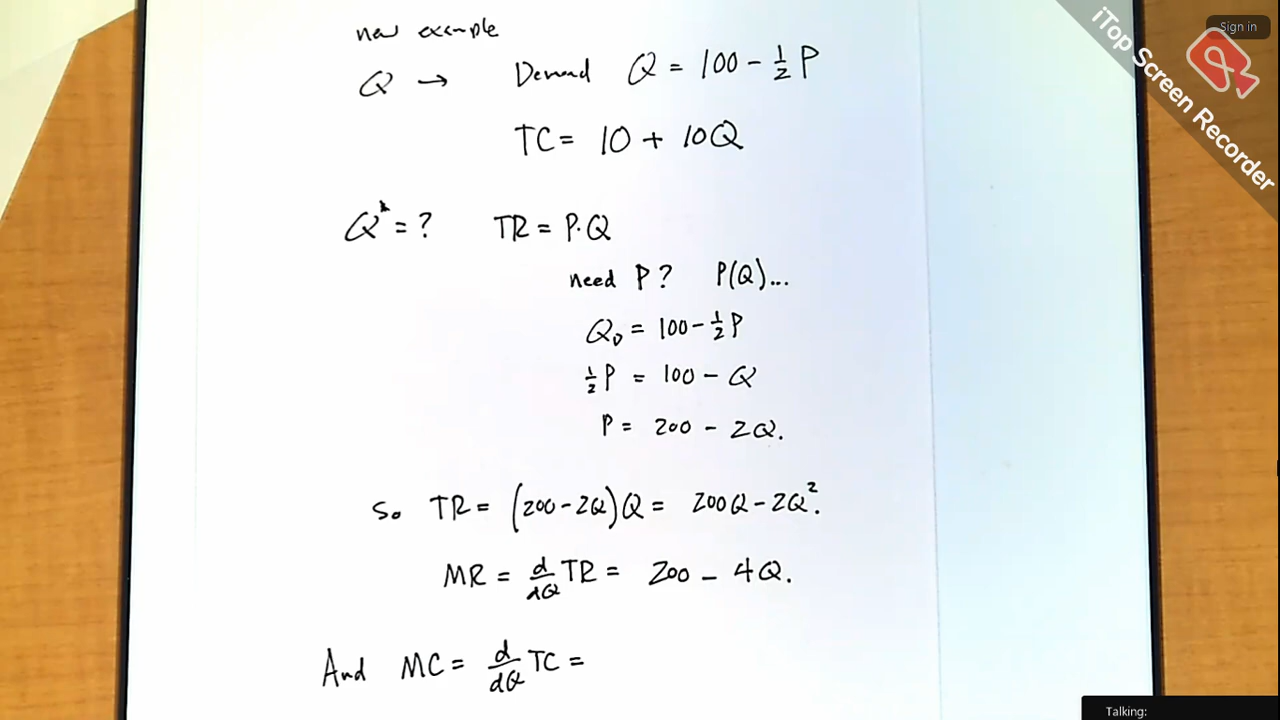 new example
Q → Demand Q = 100 - ½ P
TC = 10 + 10Q
Q* = ? TR = P·Q
need P? P(Q)...
Q_D = 100 - ½P
½P = 100 - Q
P = 200 - 2Q.
So TR = (200-2Q)Q = 200Q - 2Q².
MR = d/dQ TR = 200 - 4Q.
And MC = d/dQ TC =
iTop Screen Recorder
Sign in
Talking: